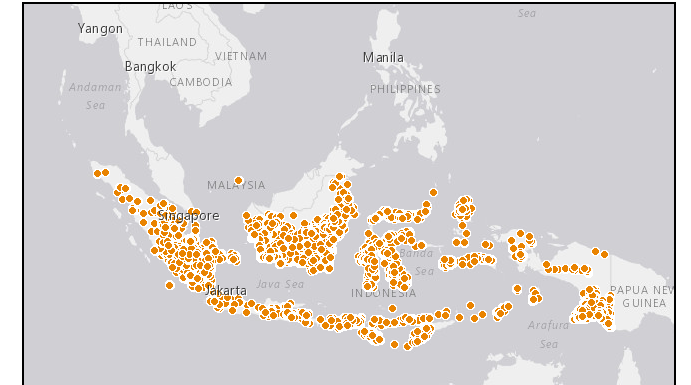 LAOS
Sea
Yangon
THAILAND
VIETNAM
Manila
Bangkok
CAMBODIA
Andaman
Sea
PHILIPPINES
MALAYSIA
Singapore
Banda
Sea
Java Sea
Jakarta
INDONESIA
PAPUA NEW
GUINEA
Arafura
Sea